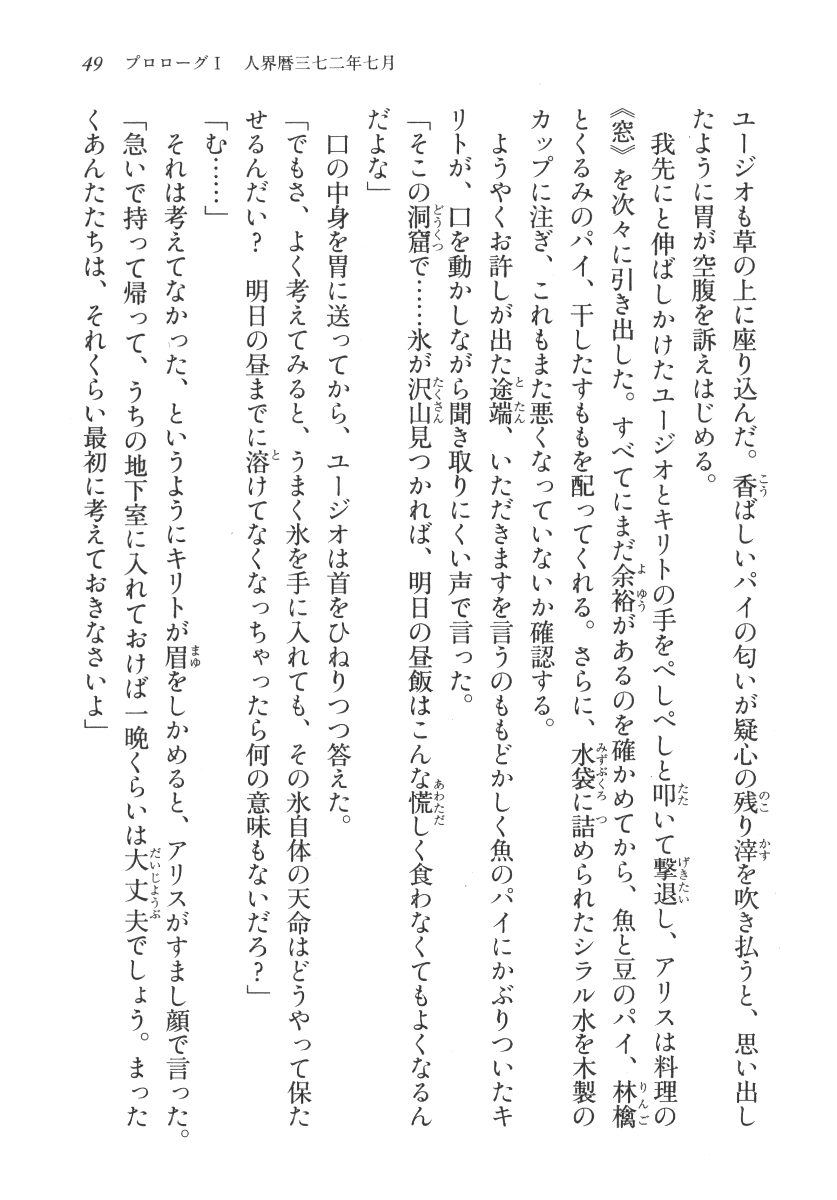 49 プロローグⅠ 人界暦三七二年七月
ユージオも草の上に座り込んだ。香ばしいパイの匂いが疑心の残り滓を吹き払うと、思い出し
たように胃が空腹を訴えはじめる。
　我先にと伸ばしかけたユージオとキリトの手をぺしぺしと叩いて撃退し、アリスは料理の
《窓》を次々に引き出した。すべてにまだ余裕があるのを確かめてから、魚と豆のパイ、林檎
とくるみのパイ、干したすももを配ってくれる。さらに、水袋に詰められたシラル水を木製の
カップに注ぎ、これもまた悪くなっていないか確認する。
　ようやくお許しが出た途端、いただきますを言うのももどかしく魚のパイにかぶりついたキ
リトが、口を動かしながら聞き取りにくい声で言った。
「そこの洞窟で……氷が沢山見つかれば、明日の昼飯はこんな慌しく食わなくてもよくなるん
だよな」
　口の中身を胃に送ってから、ユージオは首をひねりつつ答えた。
「でもさ、よく考えてみると、うまく氷を手に入れても、その氷自体の天命はどうやって保た
せるんだい？　明日の昼までに溶けてなくなっちゃったら何の意味もないだろ？」
「む……」
　それは考えてなかった、というようにキリトが眉をしかめると、アリスがすまし顔で言った。
「急いで持って帰って、うちの地下室に入れておけば一晩くらいは大丈夫でしょう。まった
くあんたたちは、それくらい最初に考えておきなさいよ」